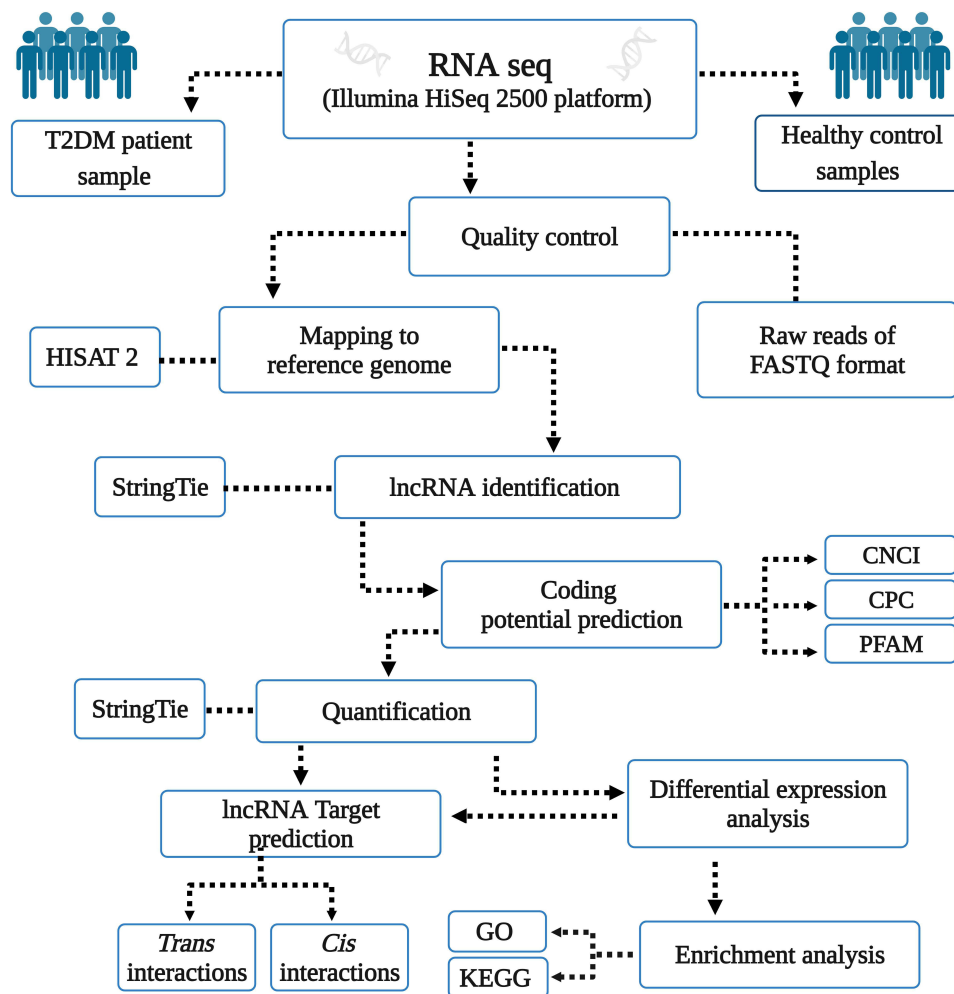 RNA seq
(Illumina HiSeq 2500 platform)
T2DM patient
sample
Healthy control
samples
Quality control
Mapping to
reference genome
HISAT 2
Raw reads of
FASTQ format
StringTie
lncRNA identification
Coding
potential prediction
CNCI
CPC
PFAM
StringTie
Quantification
lncRNA Target
prediction
Differential expression
analysis
Trans
interactions
Cis
interactions
GO
KEGG
Enrichment analysis